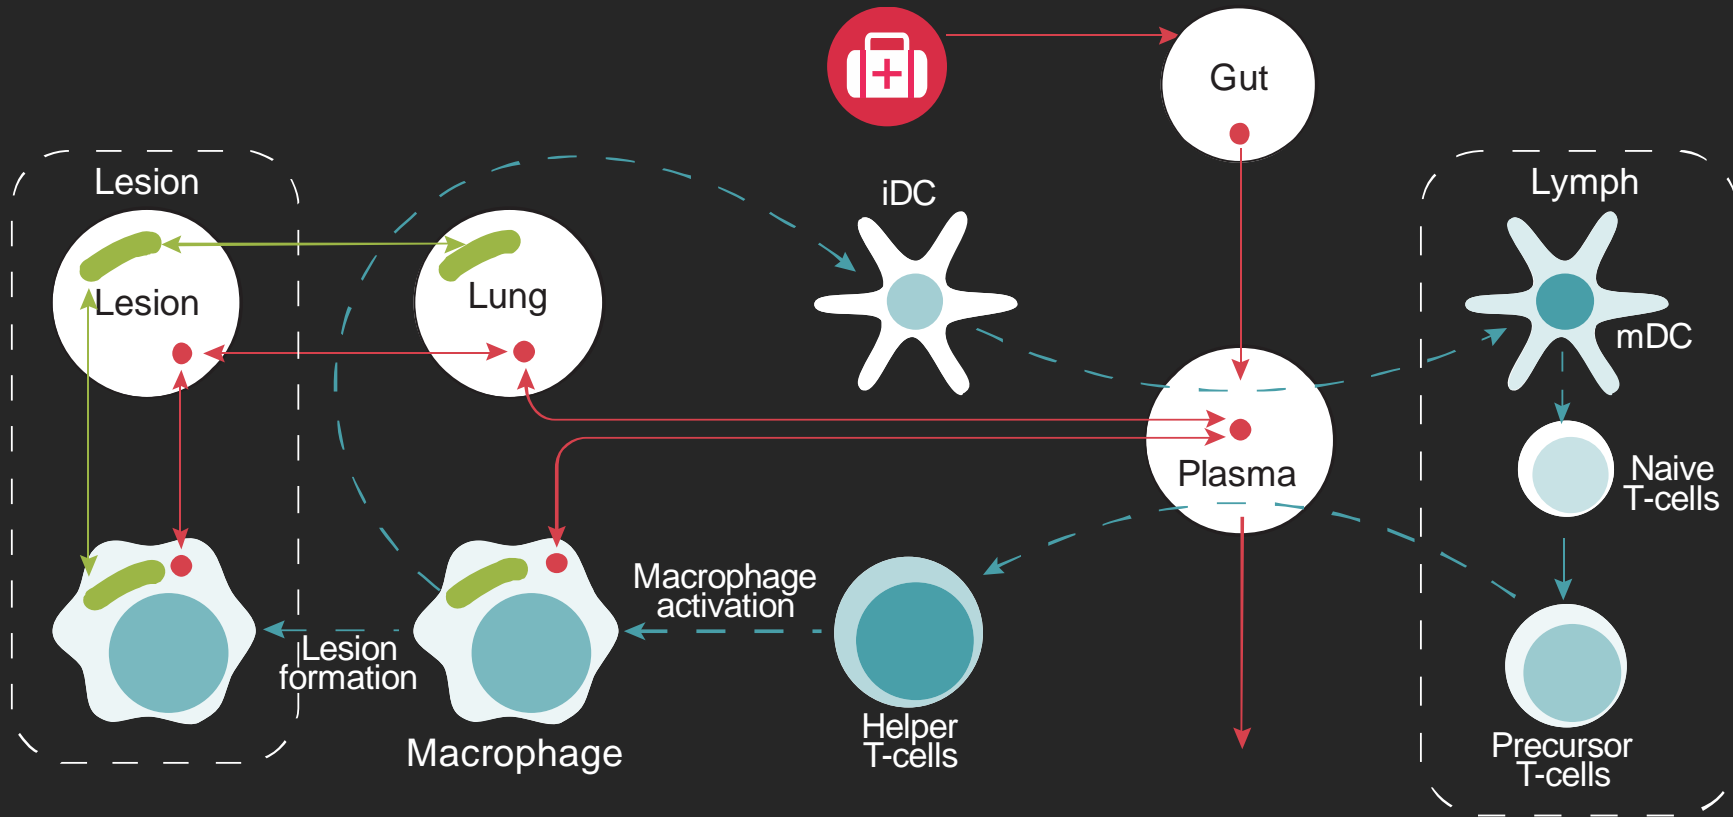 Gut
Lesion
iDC
Lymph
Lesion
Lung
mDC
Plasma
Naive
T-cells
Macrophage
activation
Lesion
formation
Macrophage
Helper
T-cells
Precursor
T-cells